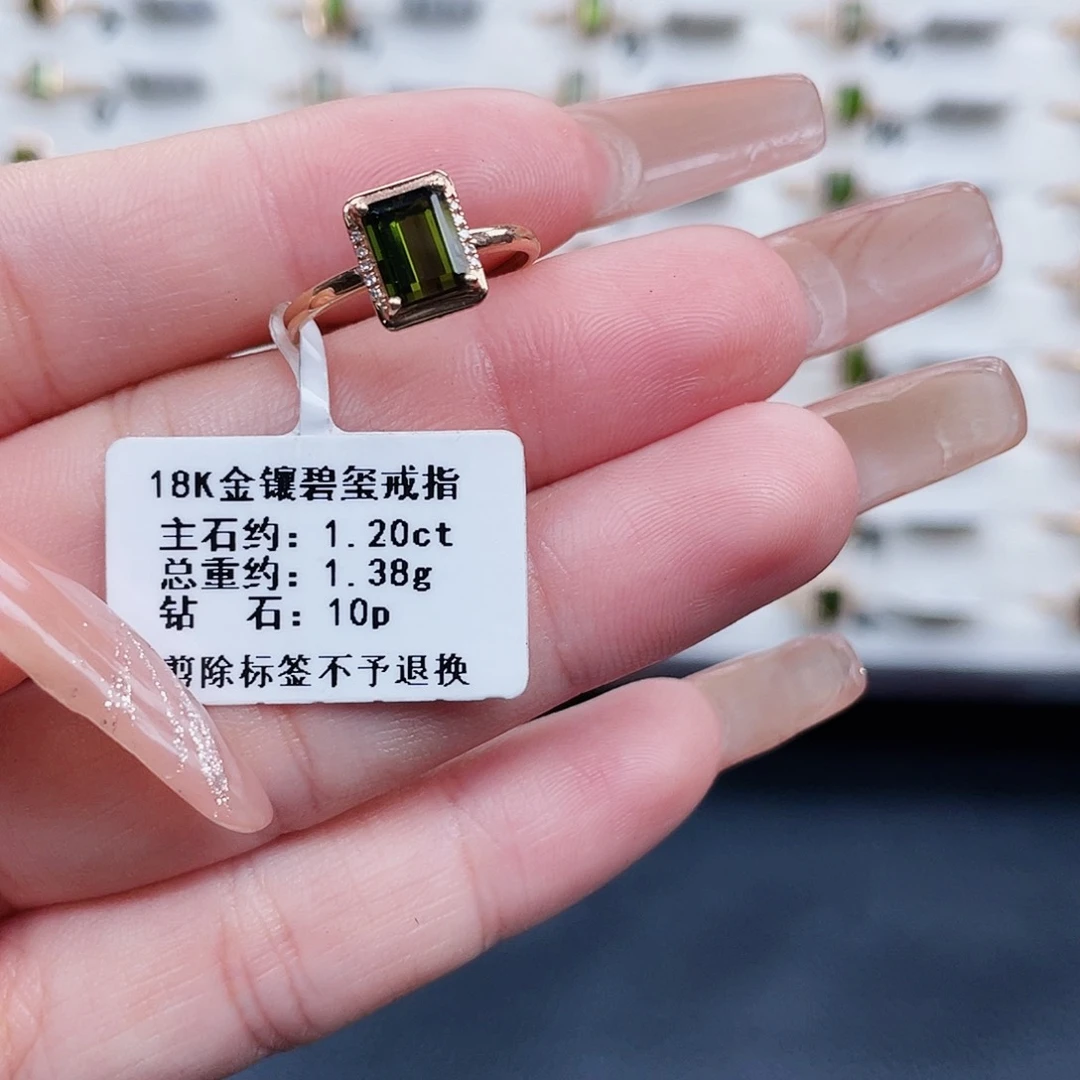 18K金镶碧玺戒指
主石约: 1.20ct
总重约: 1.38g
钻 石: 10p
剪除标签不予退换